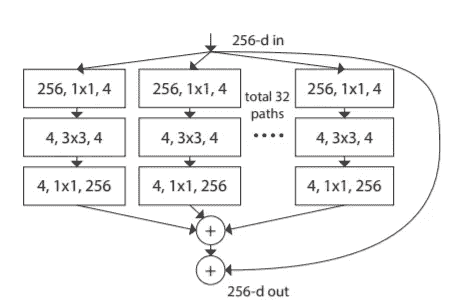 256-d in
256, 1x1, 4
256, 1x1, 4
256, 1x1, 4
total 32
paths
4, 3x3, 4
4, 3x3, 4
....
4, 3x3, 4
4, 1x1, 256
4, 1x1, 256
4, 1x1, 256
+
+
256-d out